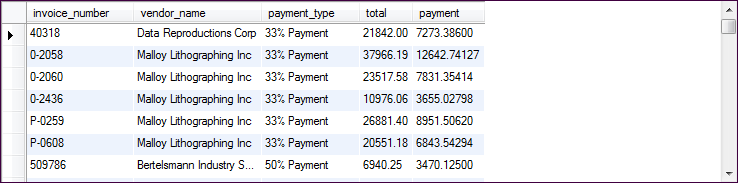 invoice_number vendor_name payment_type total payment
40318 Data Reproductions Corp 33% Payment 21842.00 7273.38600
0-2058 Malloy Lithographing Inc 33% Payment 37966.19 12642.74127
0-2060 Malloy Lithographing Inc 33% Payment 23517.58 7831.35414
0-2436 Malloy Lithographing Inc 33% Payment 10976.06 3655.02798
P-0259 Malloy Lithographing Inc 33% Payment 26881.40 8951.50620
P-0608 Malloy Lithographing Inc 33% Payment 20551.18 6843.54294
509786 Bertelsmann Industry S... 50% Payment 6940.25 3470.12500